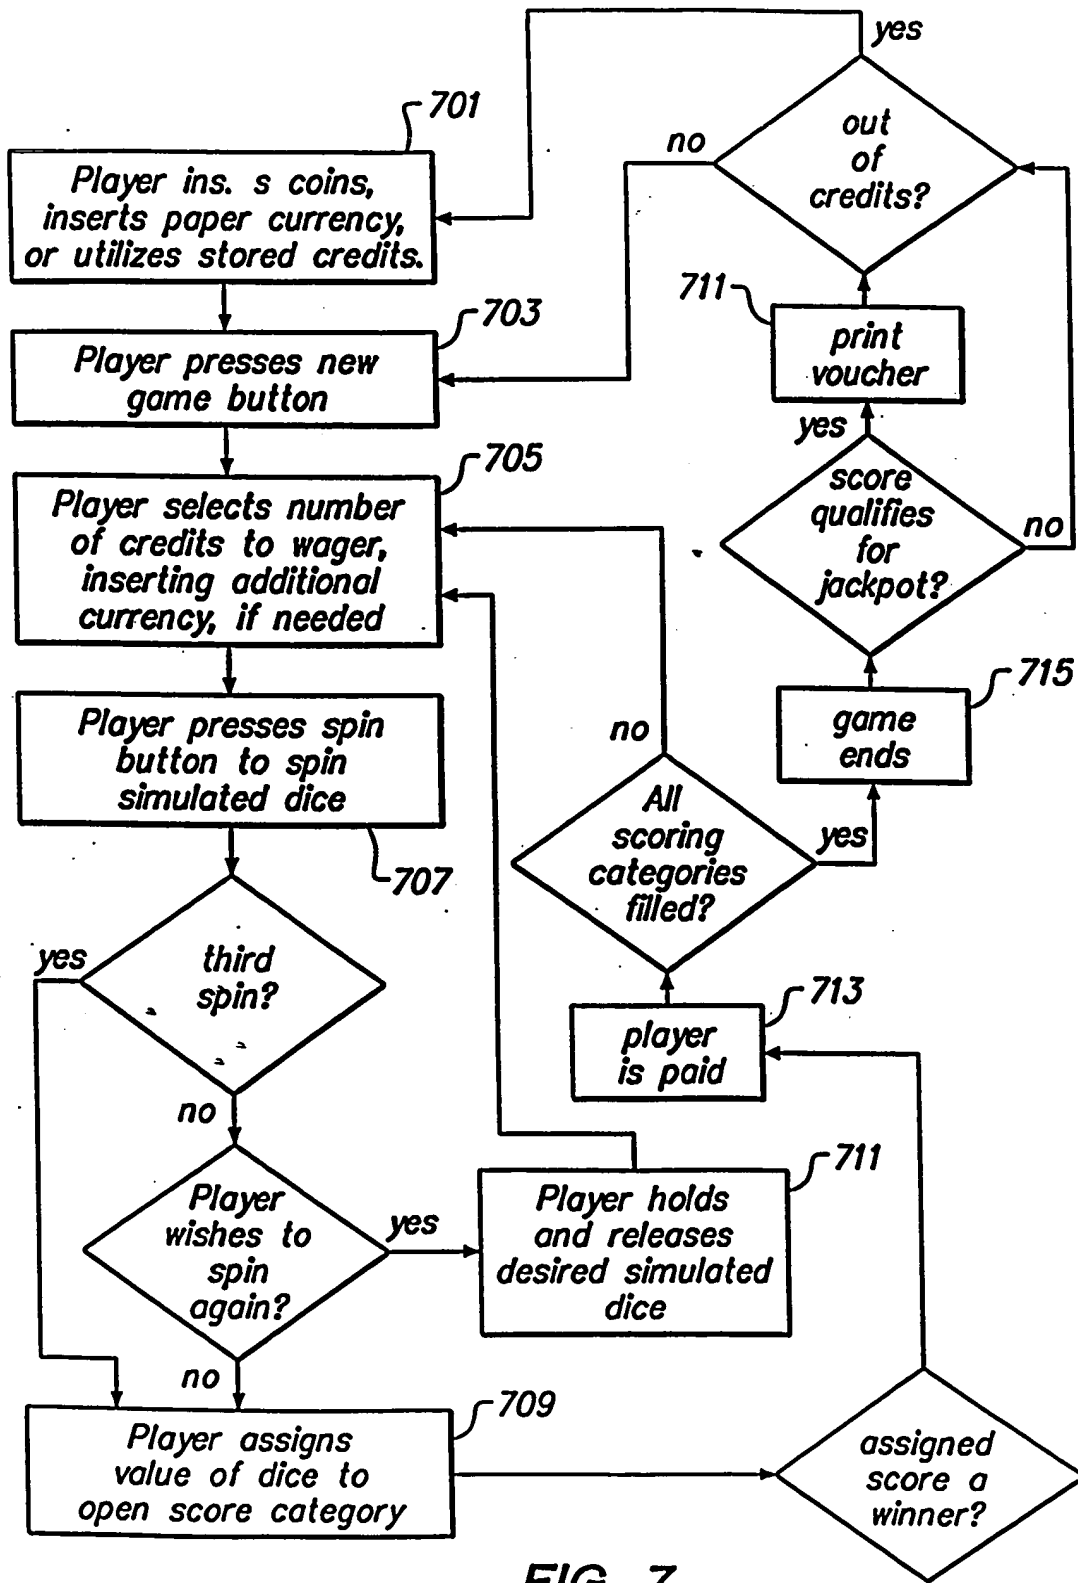 yes
out
of
credits?
no
701
Player ins. s coins,
inserts paper currency,
or utilizes stored credits.
703
Player presses new
game button
711
print
voucher
yes
score
qualifies
for
jackpot?
no
705
Player selects number
of credits to wager,
inserting additional
currency, if needed
715
game
ends
Player presses spin
button to spin
simulated dice
707
no
All
scoring
categories
filled?
yes
yes
third
spin?
no
713
player
is paid
Player
wishes to
spin
again?
yes
711
Player holds
and releases
desired simulated
dice
no
709
Player assigns
value of dice to
open score category
assigned
score a
winner?
FIG. 7